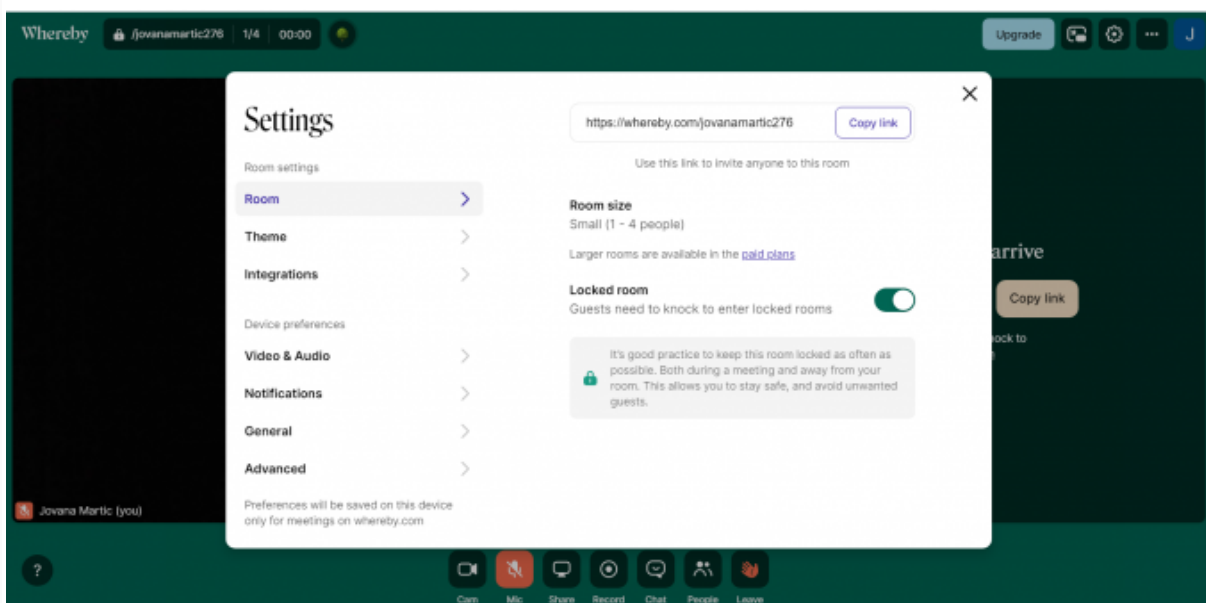 Whereby
/jovanamartic276 1/4 00:00
Upgrade
J
Settings
Room settings
Room
Theme
Integrations
Device preferences
Video & Audio
Notifications
General
Advanced
Preferences will be saved on this device
only for meetings on whereby.com
https://whereby.com/jovanamartic276 Copy link
Use this link to invite anyone to this room
Room size
Small (1 - 4 people)
Larger rooms are available in the paid plans
Locked room
Guests need to knock to enter locked rooms
It's good practice to keep this room locked as often as
possible. Both during a meeting and away from your
room. This allows you to stay safe, and avoid unwanted
guests.
arrive
Copy link
ock to
Jovana Martic (you)
?
Cam Mic Share Record Chat People Leave